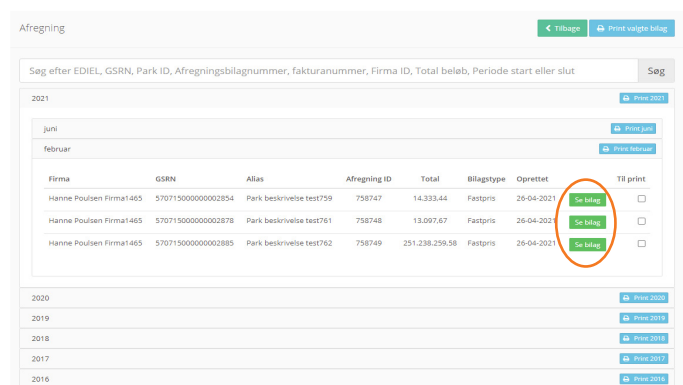 Afregning
Tilbage Print valgte bilag
Søg efter EDIEL, GSRN, Park ID, Afregningsbilagnummer, fakturanummer, Firma ID, Total beløb, Periode start eller slut Søg
2021 Print 2021
juni Print juni
februar Print februar
Firma GSRN Alias Afregning ID Total Bilagstype Oprettet Til print
Hanne Poulsen Firma1465 570715000000002854 Park beskrivelse test759 758747 14.333,44 Fastpris 26-04-2021 Se bilag
Hanne Poulsen Firma1465 570715000000002878 Park beskrivelse test761 758748 13.097,67 Fastpris 26-04-2021 Se bilag
Hanne Poulsen Firma1465 570715000000002885 Park beskrivelse test762 758749 251.238.259,58 Fastpris 26-04-2021 Se bilag
2020 Print 2020
2019 Print 2019
2018 Print 2018
2017 Print 2017
2016 Print 2016